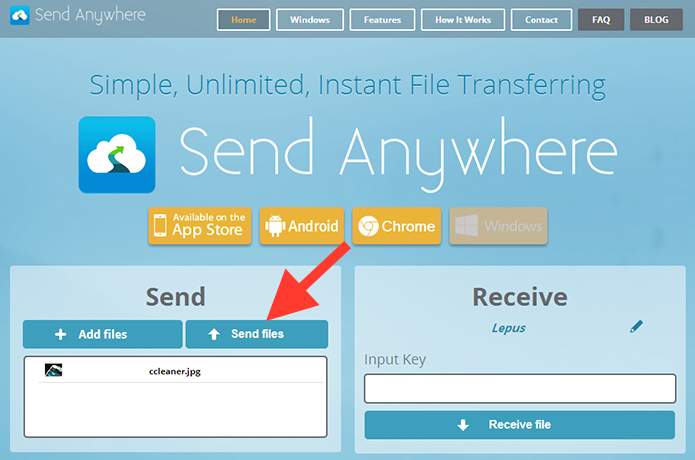 Send Anywhere Home Windows Features How It Works Contact FAQ BLOG
Simple, Unlimited, Instant File Transferring
Send Anywhere
Available on the
App Store Android Chrome Windows
Send
Add files Send files
ccleaner.jpg
Receive
Lepus
Input Key
Receive file